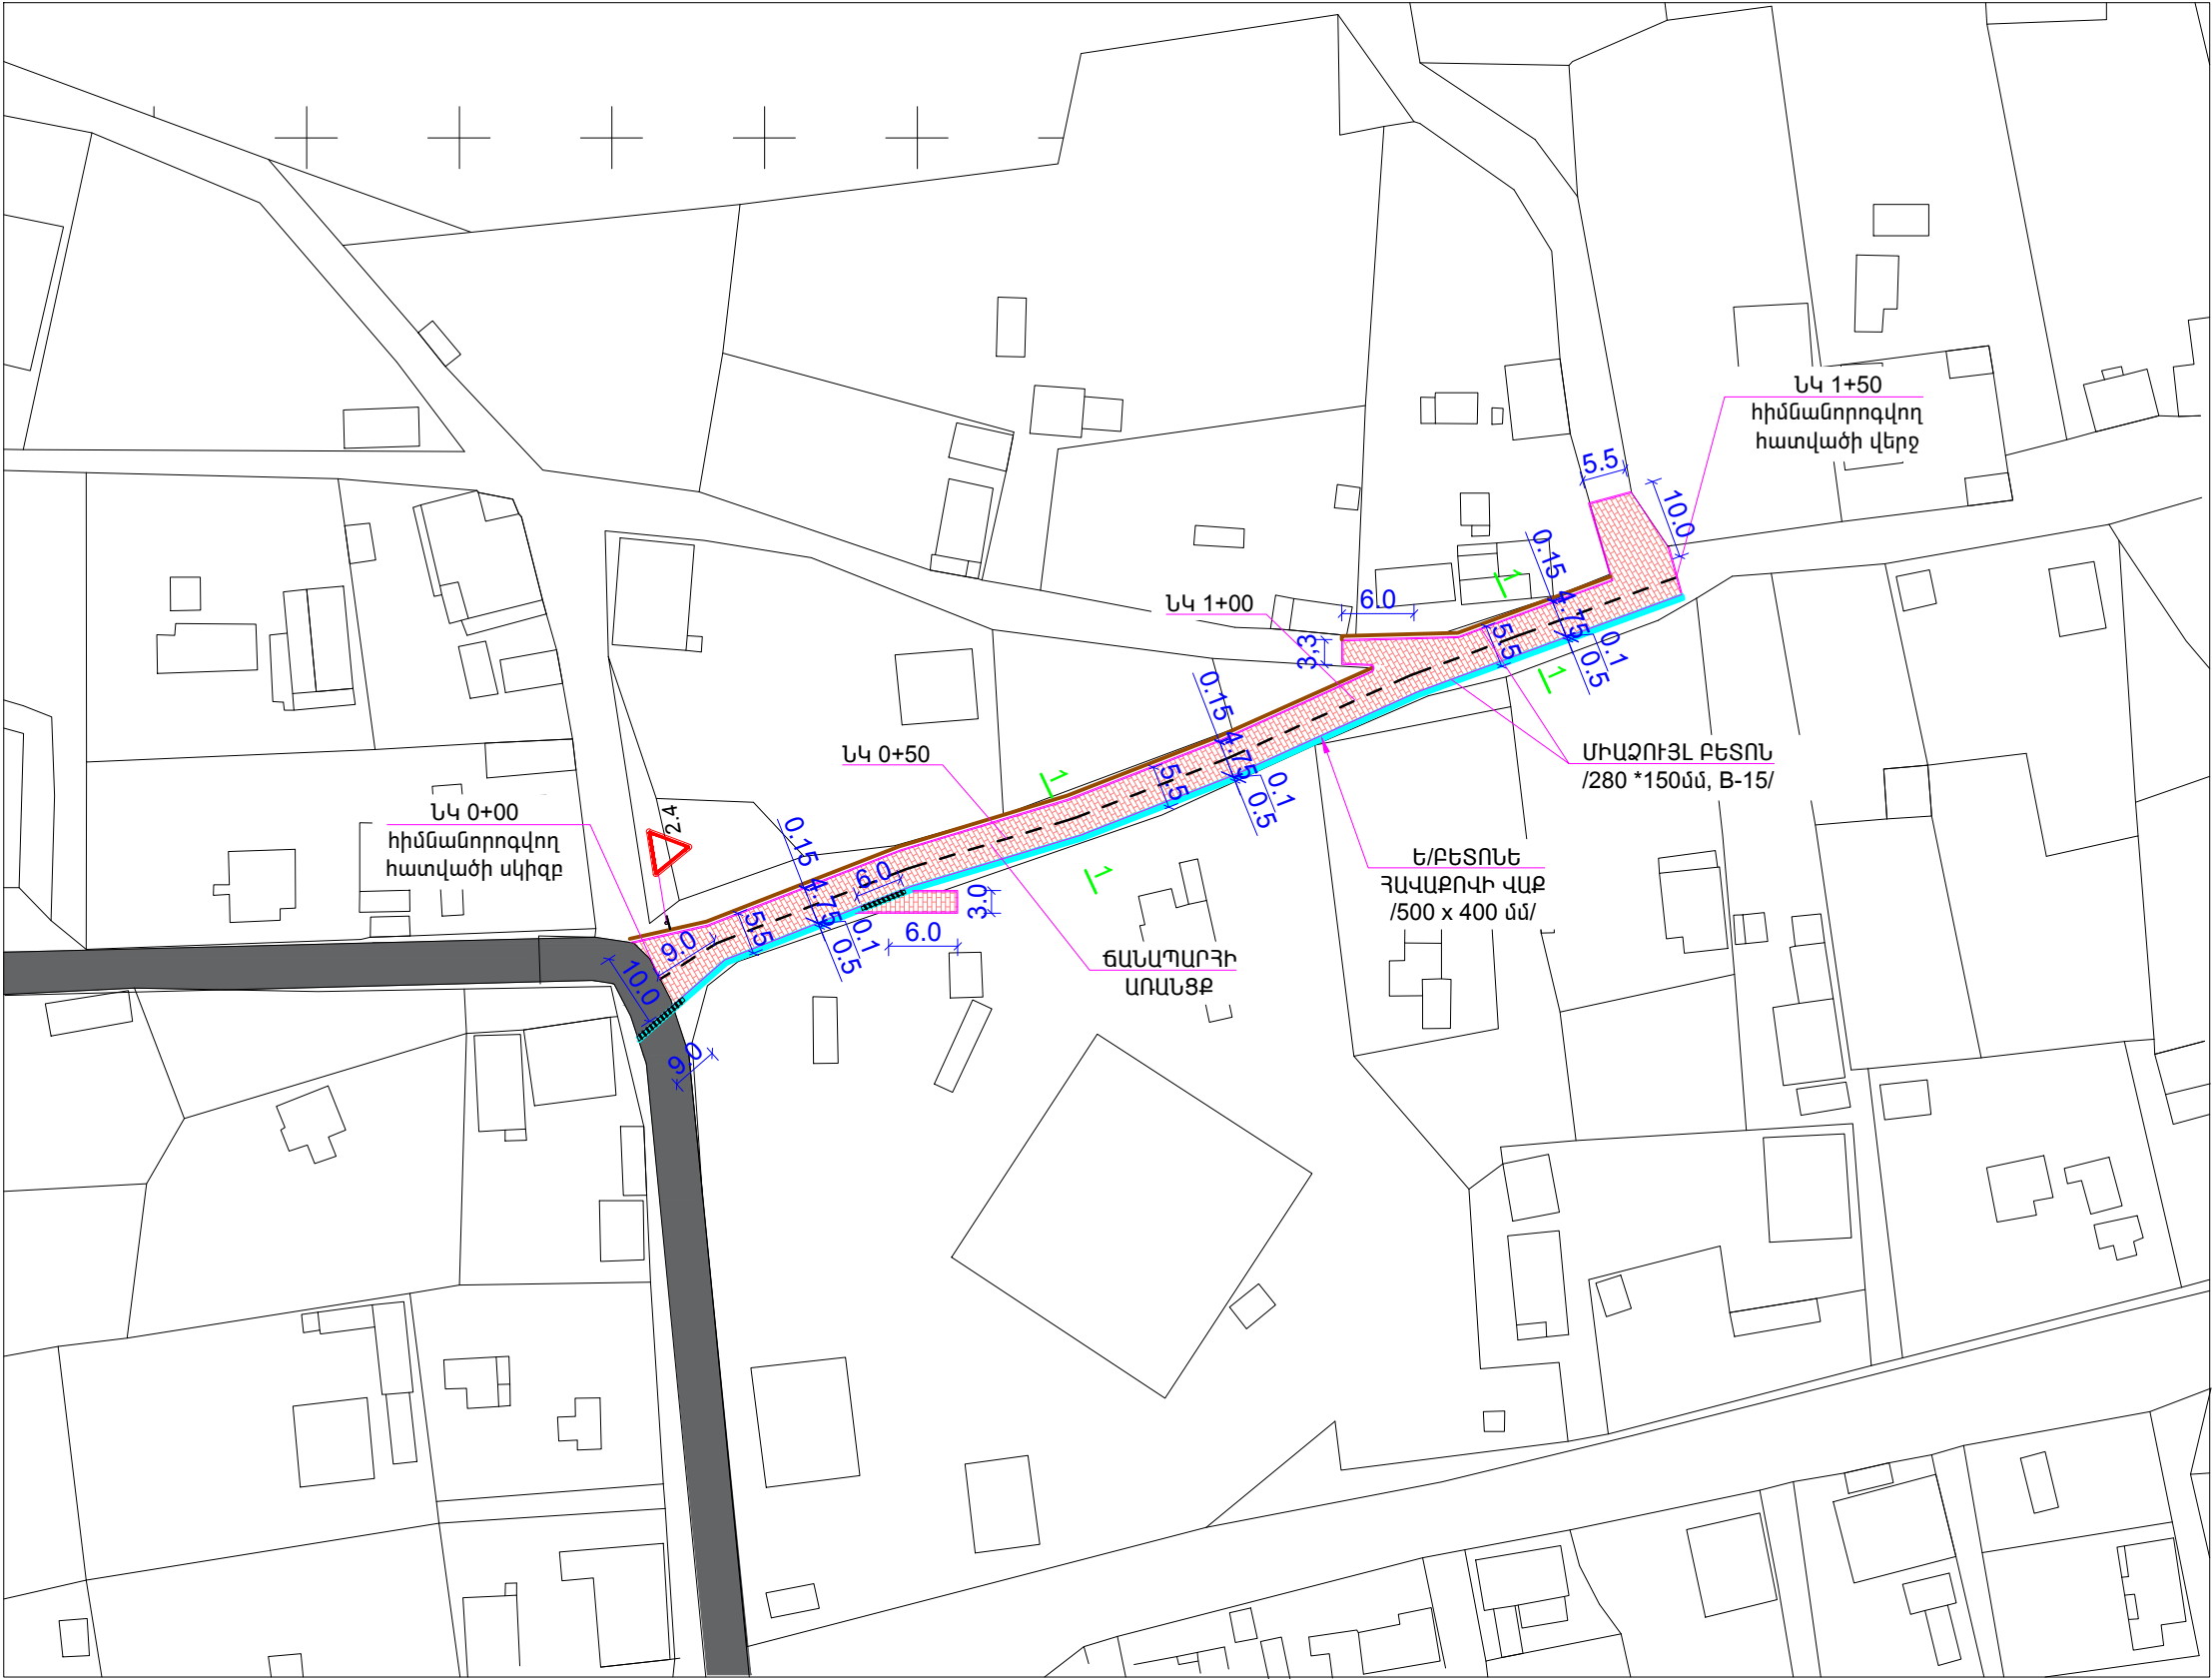 ՆԿ 1+50
հիմնանորոգվող
հատվածի վերջ
5.5
10.0
0.15
4.75
0.1
0.5
5.5
1
1
6.0
3,3
ՆԿ 1+00
0.15
4.75
0.1
0.5
5.5
ՄԻԱՁՈՒՅԼ ԲԵՏՈՆ
/280 *150մմ, B-15/
ՆԿ 0+50
1
1
ՆԿ 0+00
հիմնանորոգվող
հատվածի սկիզբ
2.4
0.15
4.75
0.1
0.5
6.0
3.0
6.0
5.5
9.0
10.0
9.0
Ե/ԲԵՏՈՆԵ
ՀԱՎԱՔՈՎԻ ՎԱՔ
/500 x 400 մմ/
ՃԱՆԱՊԱՐՀԻ
ԱՌԱՆՑՔ